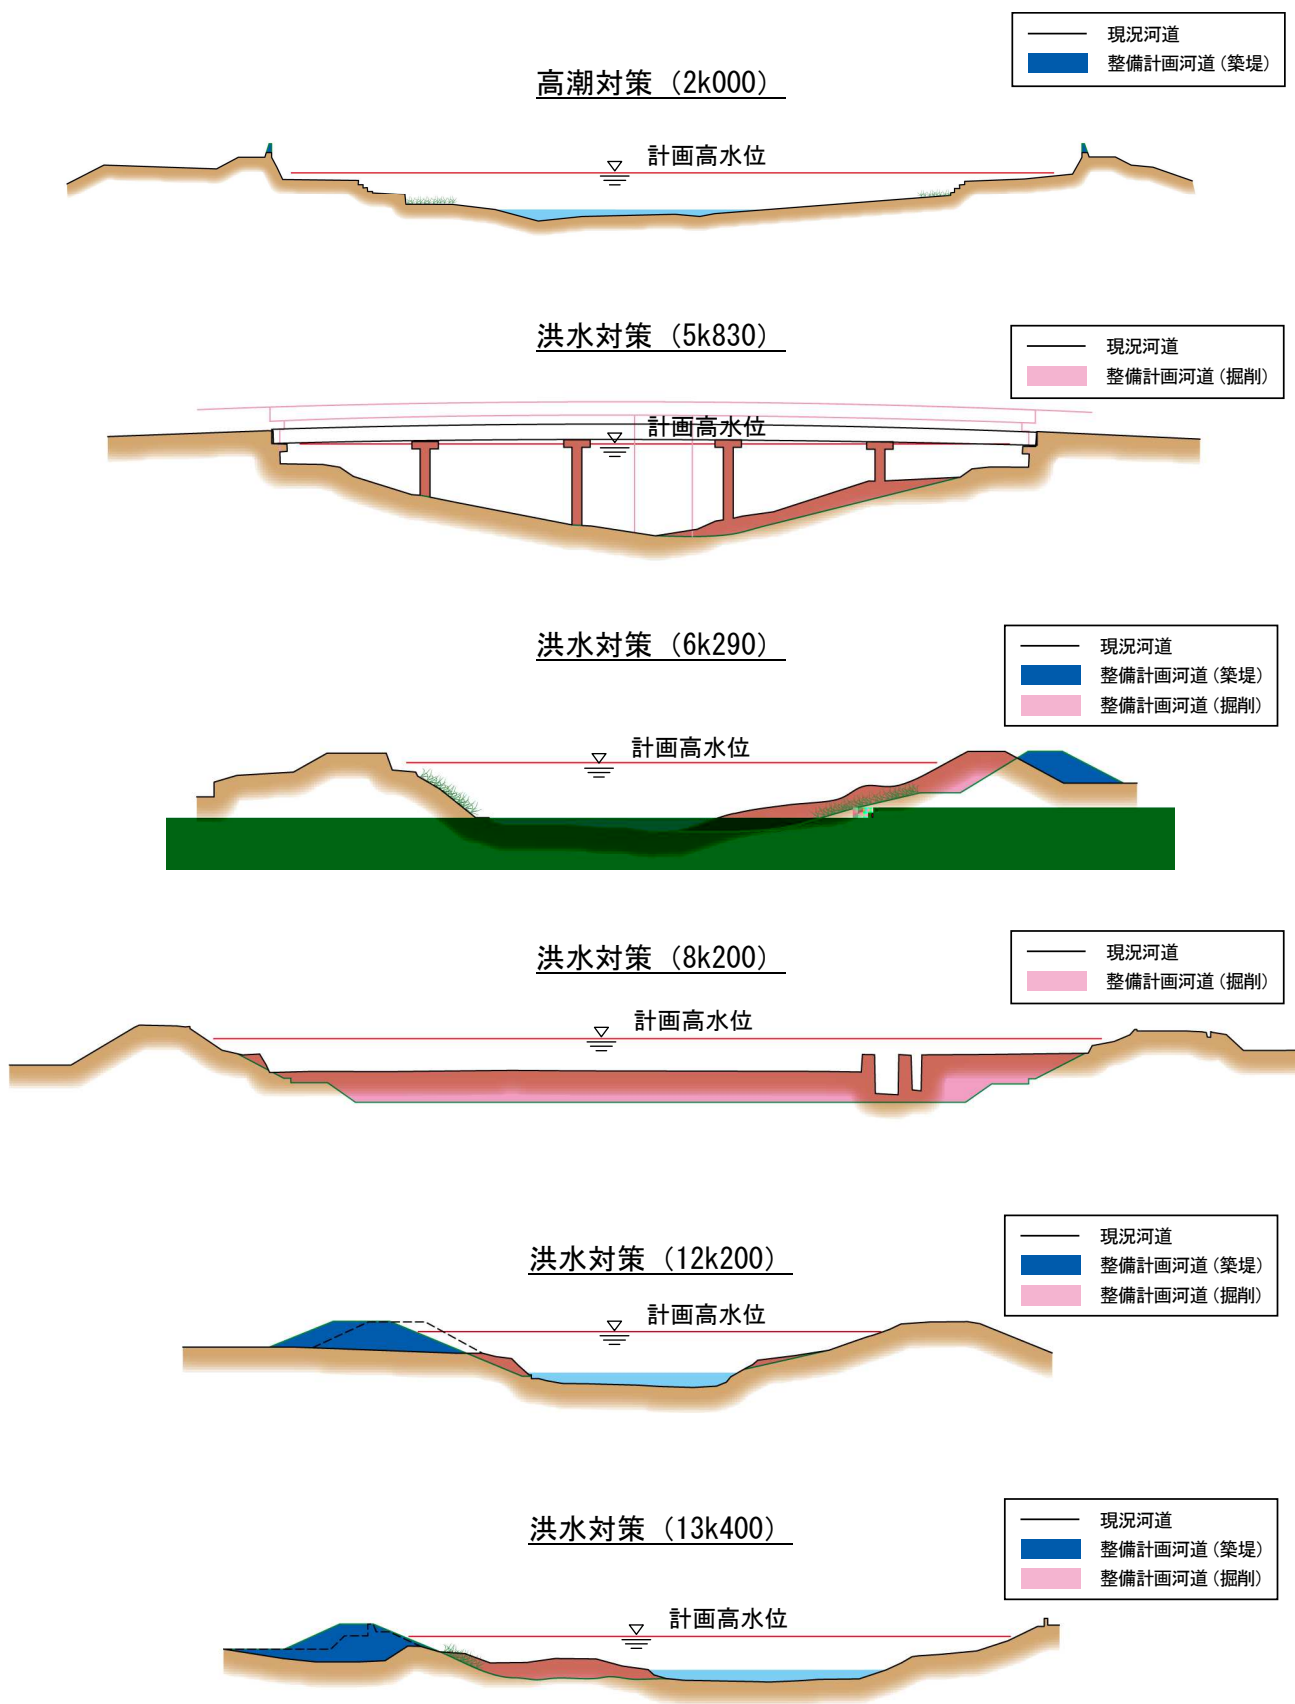 現況河道
整備計画河道(築堤)
高潮対策(2k000)
計画高水位
洪水対策(5k830)
現況河道
整備計画河道(掘削)
計画高水位
洪水対策(6k290)
現況河道
整備計画河道(築堤)
整備計画河道(掘削)
計画高水位
洪水対策(8k200)
現況河道
整備計画河道(掘削)
計画高水位
洪水対策(12k200)
現況河道
整備計画河道(築堤)
整備計画河道(掘削)
計画高水位
洪水対策(13k400)
現況河道
整備計画河道(築堤)
整備計画河道(掘削)
計画高水位